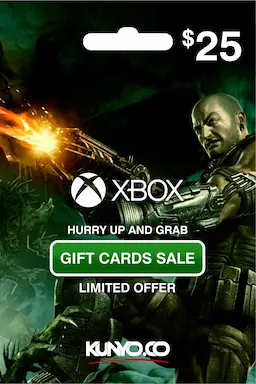 $25
XBOX
HURRY UP AND GRAB
GIFT CARDS SALE
LIMITED OFFER
KUNYO.CO